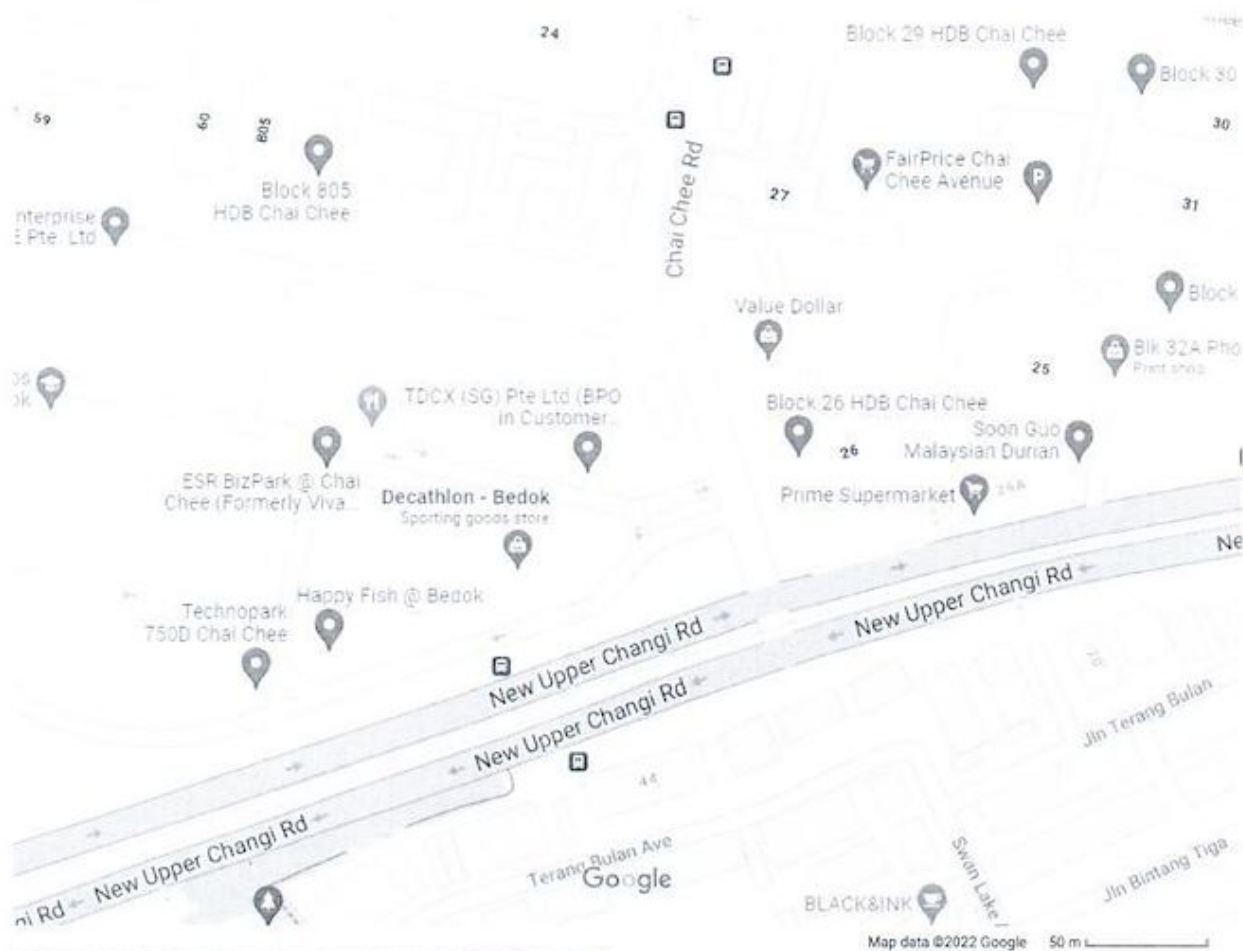 24
Block 29 HDB Chai Chee
Block 30
59
60
805
30
Block 805
HDB Chai Chee
Chai Chee Rd
27
FairPrice Chai
Chee Avenue
P
31
nterprise
E Pte. Ltd
Block
Value Dollar
Blk 32A Pho
Print shop
25
TDCX (SG) Pte Ltd (BPO
in Customer...
Block 26 HDB Chai Chee
26
Soon Guo
Malaysian Durian
ESR BizPark @ Chai
Chee (Formerly Viva...
Decathlon - Bedok
Sporting goods store
Prime Supermarket
Happy Fish @ Bedok
Technopark
750D Chai Chee
New Upper Changi Rd
New Upper Changi Rd
Ne
New Upper Changi Rd
Jln Terang Bulan
44
New Upper Changi Rd
Terang Bulan Ave
Google
Swan Lake
Jln Bintang Tiga
BLACK&INK
gi Rd
Map data ©2022 Google
50 m